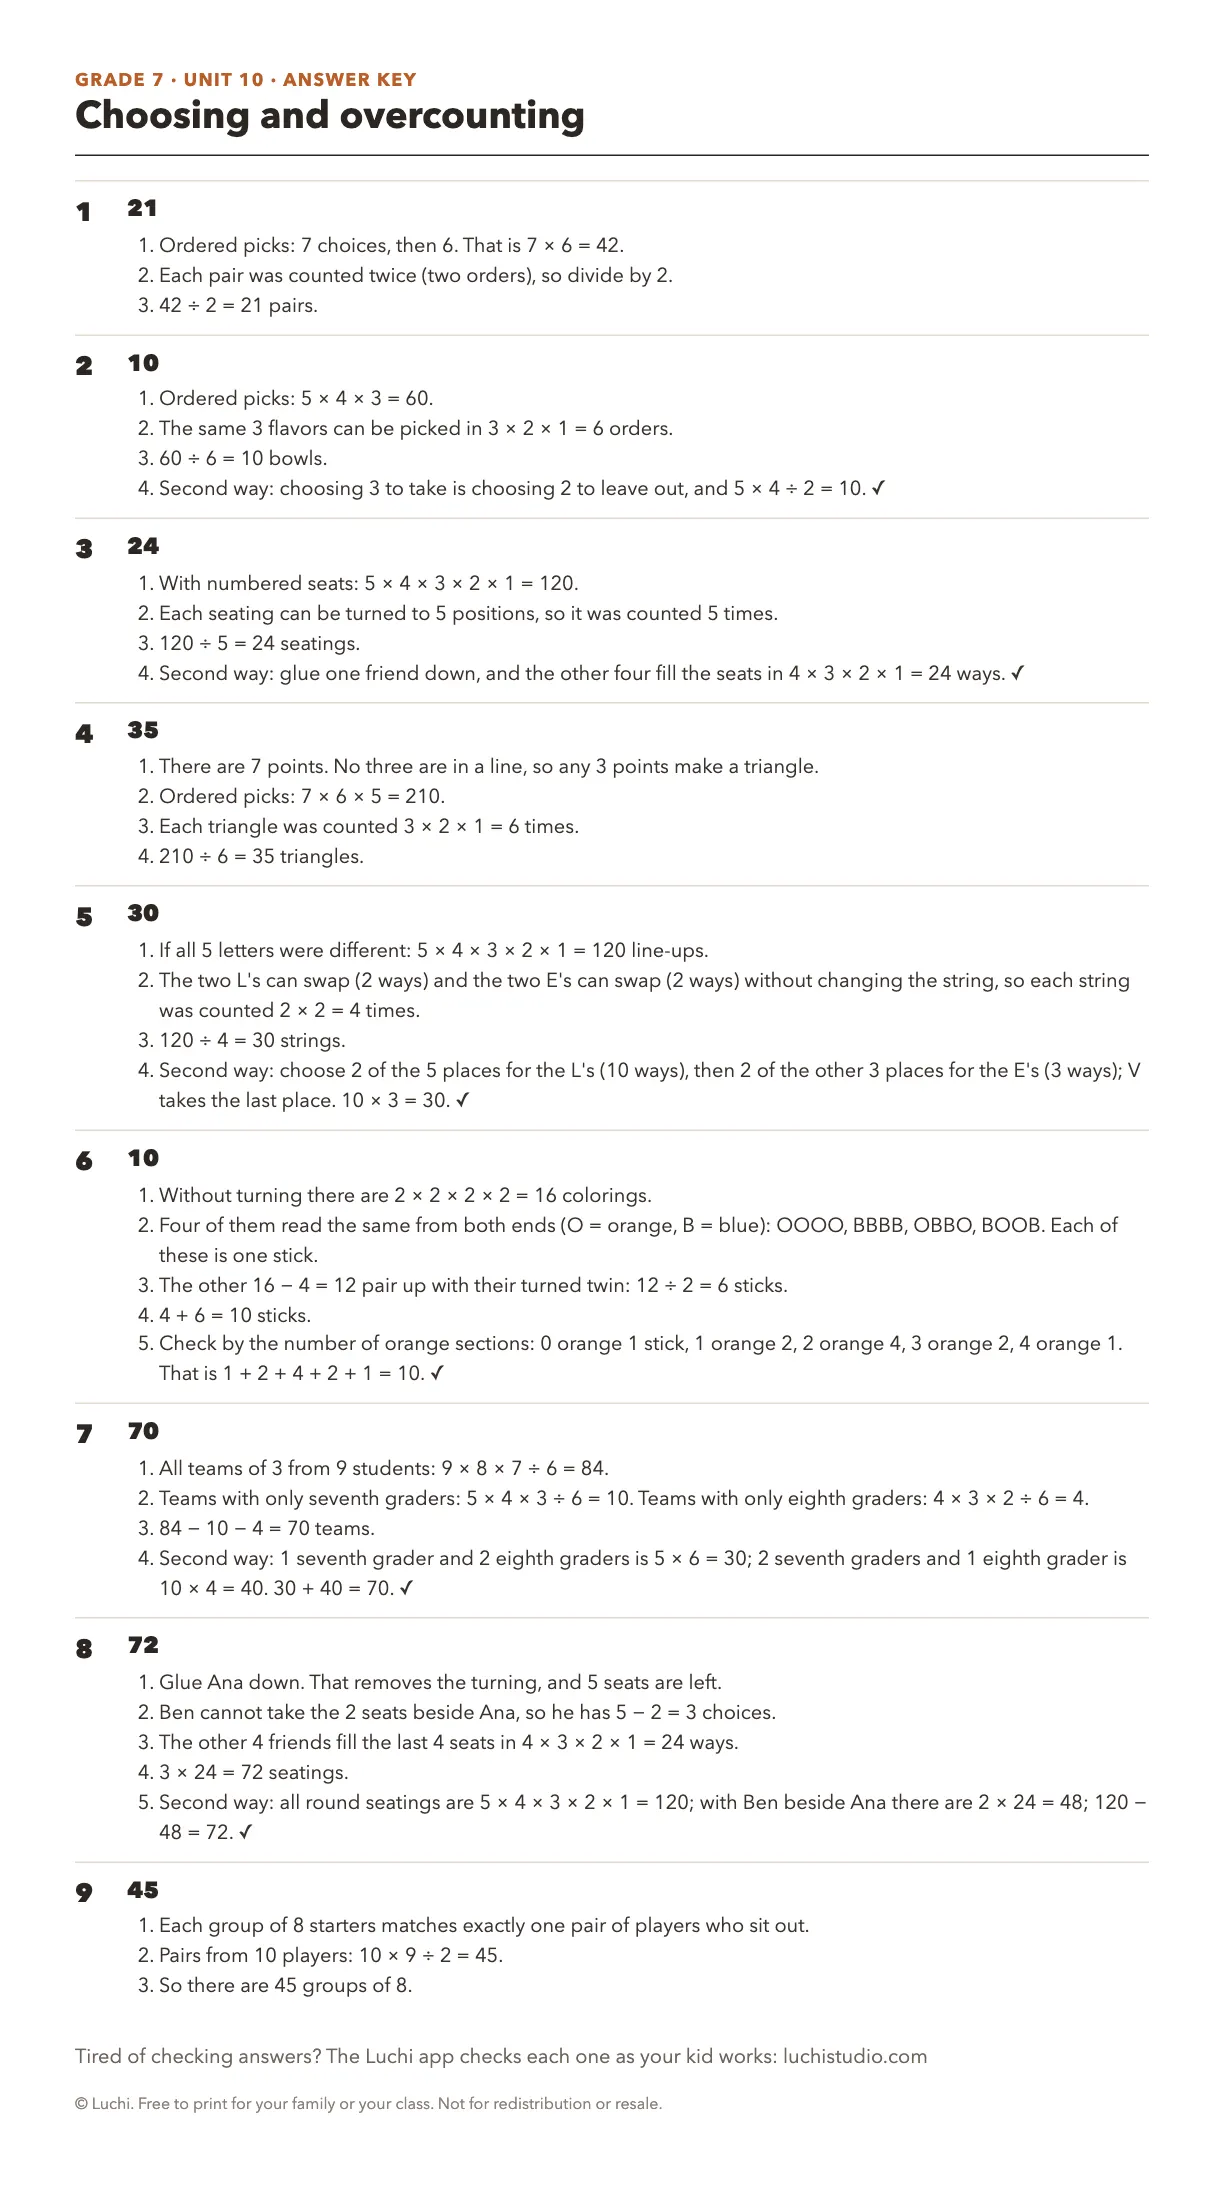 GRADE 7 · UNIT 10 · ANSWER KEY
Choosing and overcounting
1 21
1. Ordered picks: 7 choices, then 6. That is 7 × 6 = 42.
2. Each pair was counted twice (two orders), so divide by 2.
3. 42 ÷ 2 = 21 pairs.
2 10
1. Ordered picks: 5 × 4 × 3 = 60.
2. The same 3 flavors can be picked in 3 × 2 × 1 = 6 orders.
3. 60 ÷ 6 = 10 bowls.
4. Second way: choosing 3 to take is choosing 2 to leave out, and 5 × 4 ÷ 2 = 10. ✓
3 24
1. With numbered seats: 5 × 4 × 3 × 2 × 1 = 120.
2. Each seating can be turned to 5 positions, so it was counted 5 times.
3. 120 ÷ 5 = 24 seatings.
4. Second way: glue one friend down, and the other four fill the seats in 4 × 3 × 2 × 1 = 24 ways. ✓
4 35
1. There are 7 points. No three are in a line, so any 3 points make a triangle.
2. Ordered picks: 7 × 6 × 5 = 210.
3. Each triangle was counted 3 × 2 × 1 = 6 times.
4. 210 ÷ 6 = 35 triangles.
5 30
1. If all 5 letters were different: 5 × 4 × 3 × 2 × 1 = 120 line-ups.
2. The two L's can swap (2 ways) and the two E's can swap (2 ways) without changing the string, so each string
was counted 2 × 2 = 4 times.
3. 120 ÷ 4 = 30 strings.
4. Second way: choose 2 of the 5 places for the L's (10 ways), then 2 of the other 3 places for the E's (3 ways); V
takes the last place. 10 × 3 = 30. ✓
6 10
1. Without turning there are 2 × 2 × 2 × 2 = 16 colorings.
2. Four of them read the same from both ends (O = orange, B = blue): OOOO, BBBB, OBBO, BOOB. Each of
these is one stick.
3. The other 16 − 4 = 12 pair up with their turned twin: 12 ÷ 2 = 6 sticks.
4. 4 + 6 = 10 sticks.
5. Check by the number of orange sections: 0 orange 1 stick, 1 orange 2, 2 orange 4, 3 orange 2, 4 orange 1.
That is 1 + 2 + 4 + 2 + 1 = 10. ✓
7 70
1. All teams of 3 from 9 students: 9 × 8 × 7 ÷ 6 = 84.
2. Teams with only seventh graders: 5 × 4 × 3 ÷ 6 = 10. Teams with only eighth graders: 4 × 3 × 2 ÷ 6 = 4.
3. 84 − 10 − 4 = 70 teams.
4. Second way: 1 seventh grader and 2 eighth graders is 5 × 6 = 30; 2 seventh graders and 1 eighth grader is
10 × 4 = 40. 30 + 40 = 70. ✓
8 72
1. Glue Ana down. That removes the turning, and 5 seats are left.
2. Ben cannot take the 2 seats beside Ana, so he has 5 − 2 = 3 choices.
3. The other 4 friends fill the last 4 seats in 4 × 3 × 2 × 1 = 24 ways.
4. 3 × 24 = 72 seatings.
5. Second way: all round seatings are 5 × 4 × 3 × 2 × 1 = 120; with Ben beside Ana there are 2 × 24 = 48; 120 −
48 = 72. ✓
9 45
1. Each group of 8 starters matches exactly one pair of players who sit out.
2. Pairs from 10 players: 10 × 9 ÷ 2 = 45.
3. So there are 45 groups of 8.
Tired of checking answers? The Luchi app checks each one as your kid works: luchistudio.com
© Luchi. Free to print for your family or your class. Not for redistribution or resale.